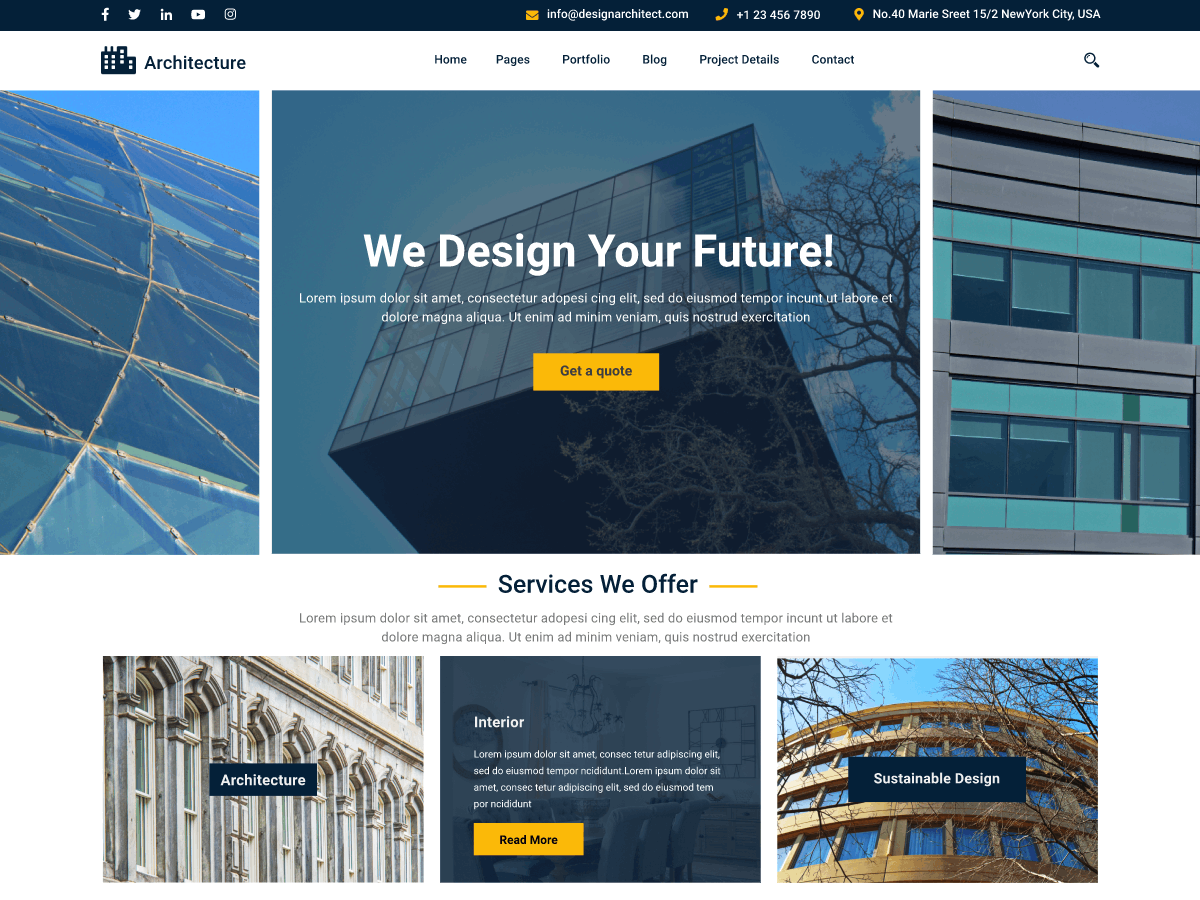 info@designarchitect.com
+1 23 456 7890
No.40 Marie Sreet 15/2 NewYork City, USA
Architecture
Home
Pages
Portfolio
Blog
Project Details
Contact
We Design Your Future!
Lorem ipsum dolor sit amet, consectetur adopesi cing elit, sed do eiusmod tempor incunt ut labore et
dolore magna aliqua. Ut enim ad minim veniam, quis nostrud exercitation
Get a quote
Services We Offer
Lorem ipsum dolor sit amet, consectetur adopesi cing elit, sed do eiusmod tempor incunt ut labore et
dolore magna aliqua. Ut enim ad minim veniam, quis nostrud exercitation
Architecture
Interior
Lorem ipsum dolor sit amet, consec tetur adipiscing elit,
sed do eiusmod tempor ncididunt.Lorem ipsum dolor sit
amet, consec tetur adipiscing elit, sed do eiusmod tem
por ncididunt
Read More
Sustainable Design